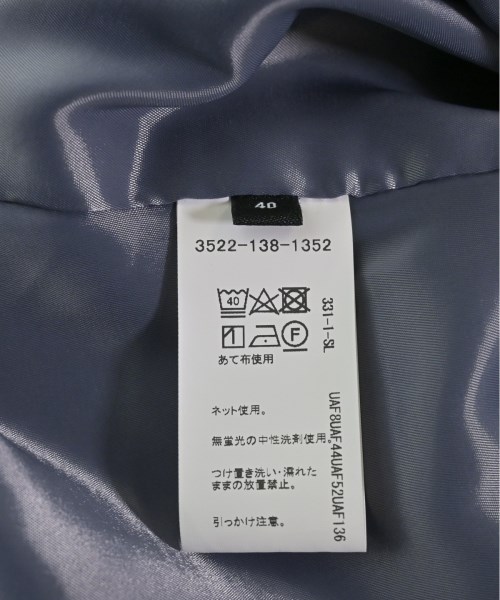 40
3522-138-1352
40
F
あて布使用
ネット使用。
無蛍光の中性洗剤使用。
つけ置き洗い・濡れた
ままの放置禁止。
引っかけ注意。
331-1-SL
UAF8UAF44UAF52UAF136